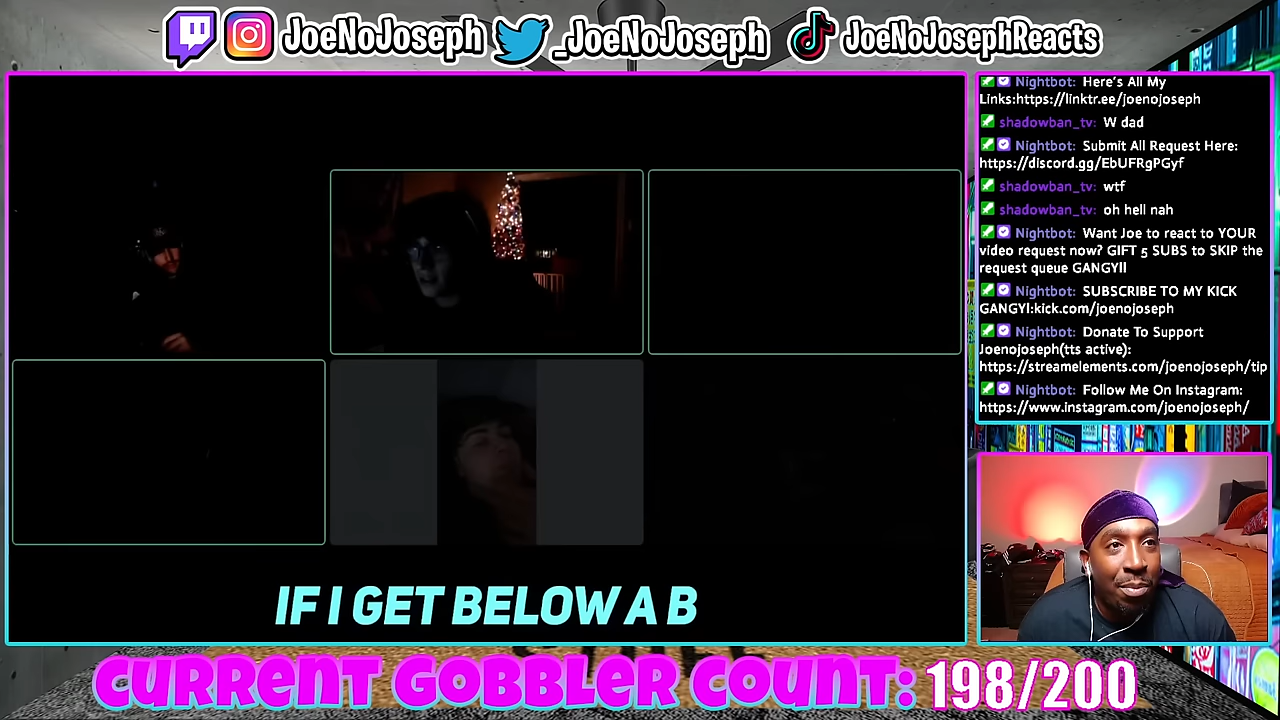 JoeNoJoseph _JoeNoJoseph JoeNoJosephReacts
Nightbot: Here's All My
Links:https://linktr.ee/joenojoseph
shadowban_tv: W dad
Nightbot: Submit All Request Here:
https://discord.gg/EbUFRgPGyf
shadowban_tv: wtf
shadowban_tv: oh hell nah
Nightbot: Want Joe to react to YOUR
video request now? GIFT 5 SUBS to SKIP the
request queue GANGY!!
Nightbot: SUBSCRIBE TO MY KICK
GANGY!:kick.com/joenojoseph
Nightbot: Donate To Support
Joenojoseph(tts active):
https://streamelements.com/joenojoseph/tip
Nightbot: Follow Me On Instagram:
https://www.instagram.com/joenojoseph/
IF I GET BELOW A B
CURRENT GOBBLER COUNT: 198/200